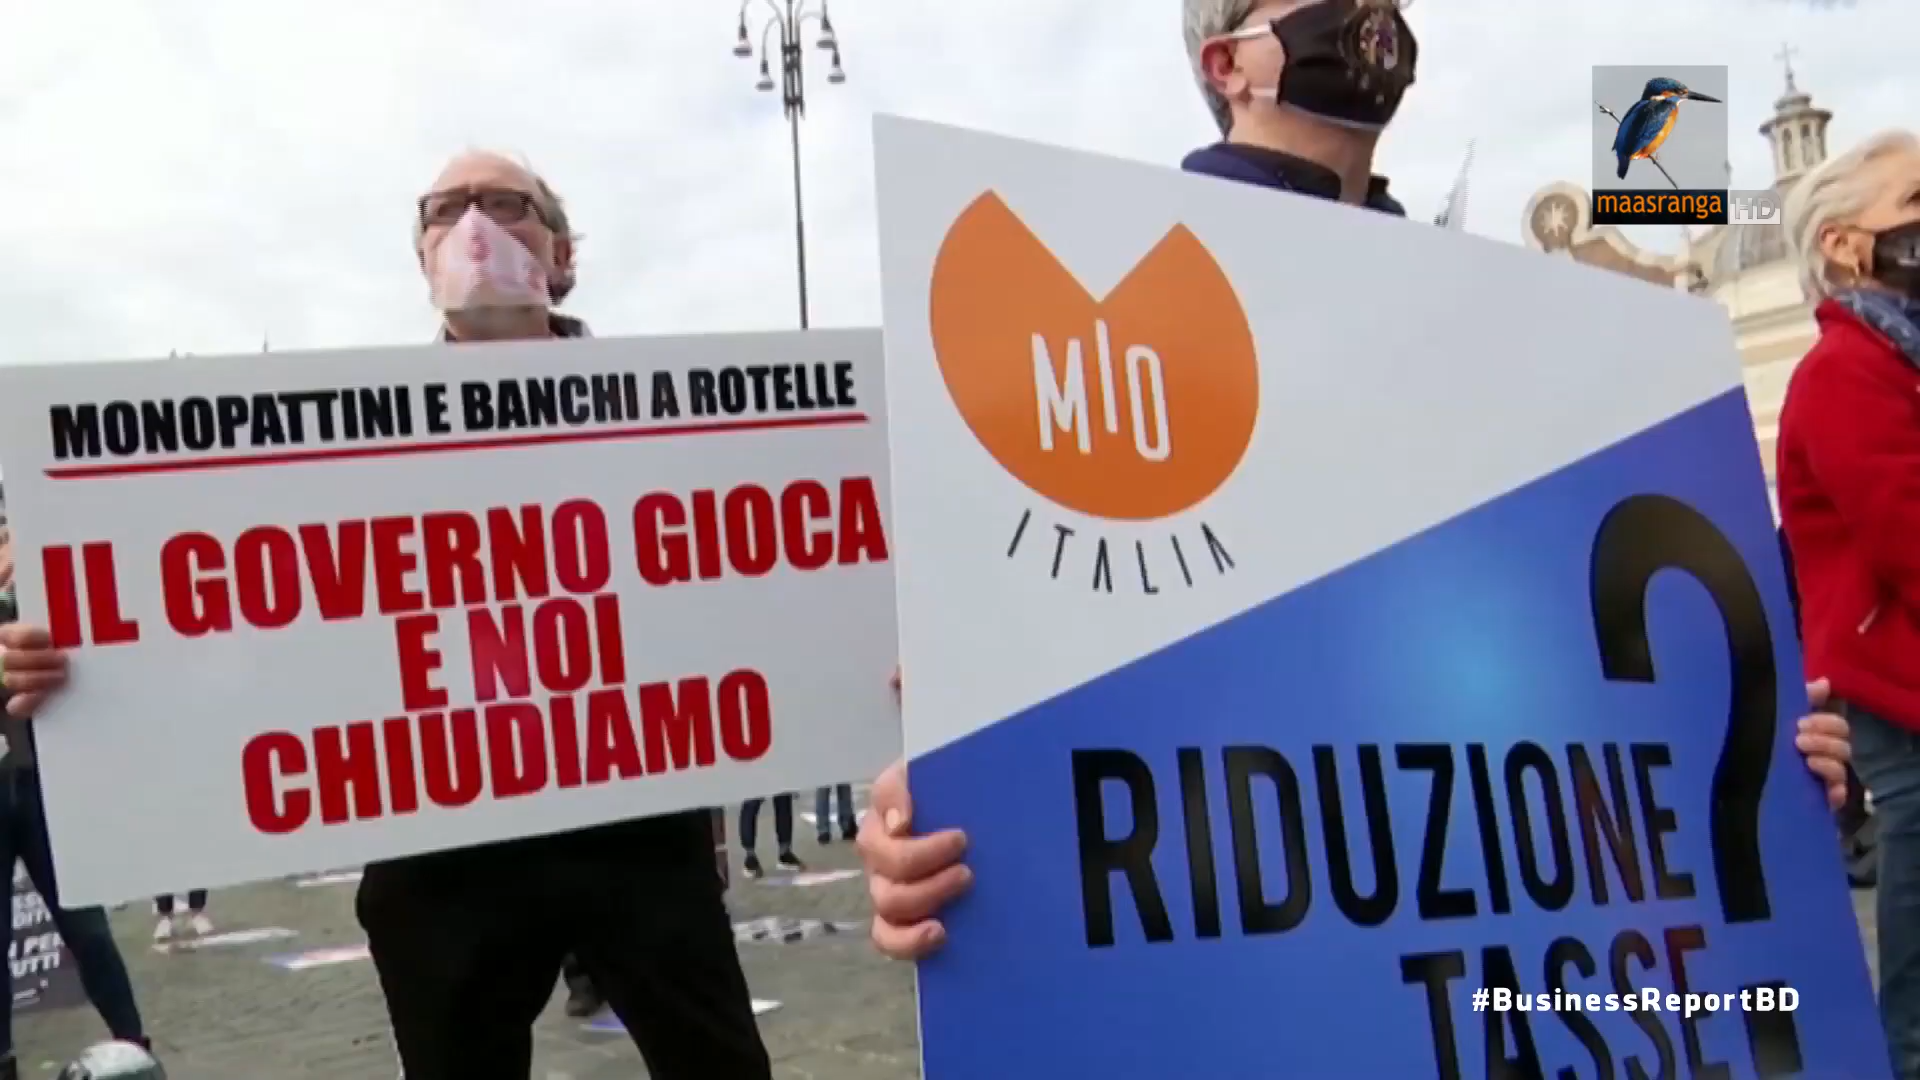 maasranga HD
MONOPATTINI E BANCHI A ROTELLE
IL GOVERNO GIOCA
E NOI
CHIUDIAMO
MIO
ITALIA
RIDUZIONE
TASSE?
#BusinessReportBD